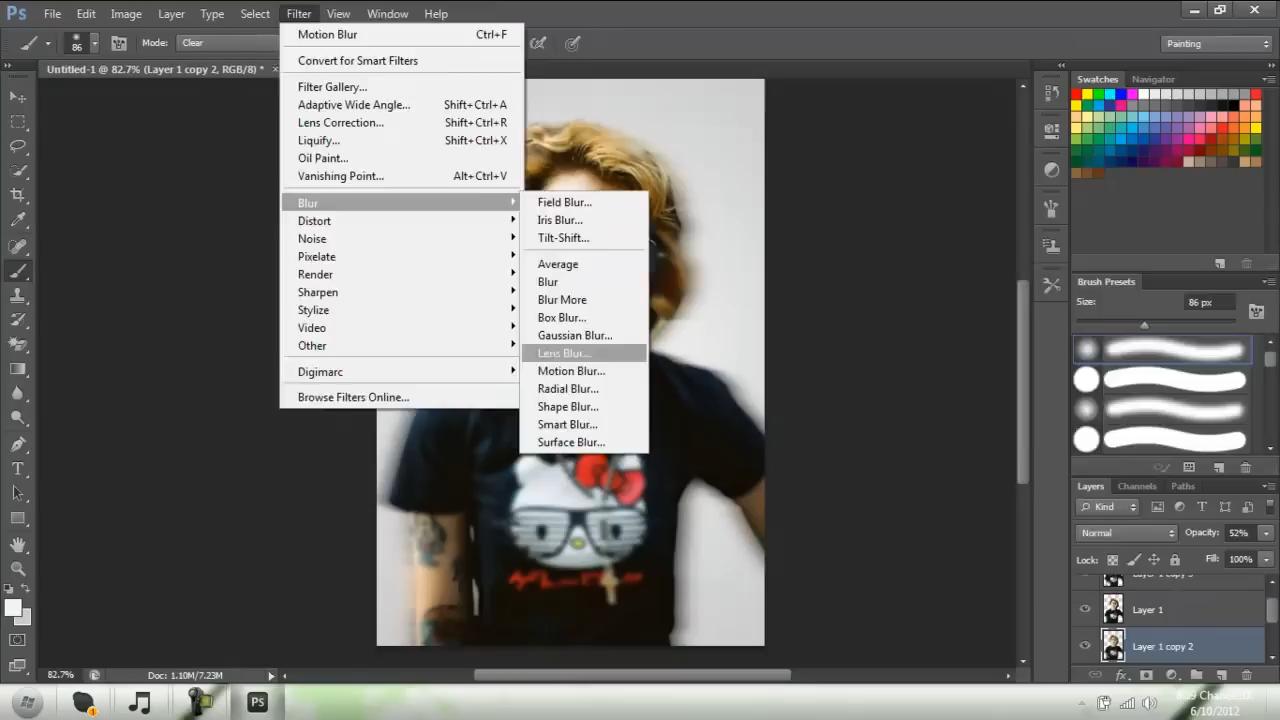 Ps File Edit Image Layer Type Select Filter View Window Help
86 Mode: Clear Painting
Untitled-1 @ 82.7% (Layer 1 copy 2, RGB/8) *
Motion Blur Ctrl+F
Convert for Smart Filters
Filter Gallery...
Adaptive Wide Angle... Shift+Ctrl+A
Lens Correction... Shift+Ctrl+R
Liquify... Shift+Ctrl+X
Oil Paint...
Vanishing Point... Alt+Ctrl+V
Blur
Distort
Noise
Pixelate
Render
Sharpen
Stylize
Video
Other
Digimarc
Browse Filters Online...
Field Blur...
Iris Blur...
Tilt-Shift...
Average
Blur
Blur More
Box Blur...
Gaussian Blur...
Lens Blur...
Motion Blur...
Radial Blur...
Shape Blur...
Smart Blur...
Surface Blur...
Swatches Navigator
Brush Presets
Size: 86 px
Layers Channels Paths
Kind
Normal Opacity: 52%
Lock: Fill: 100%
Layer 1
Layer 1 copy 2
82.7% Doc: 1.10M/7.23M
Ps
6/10/2012